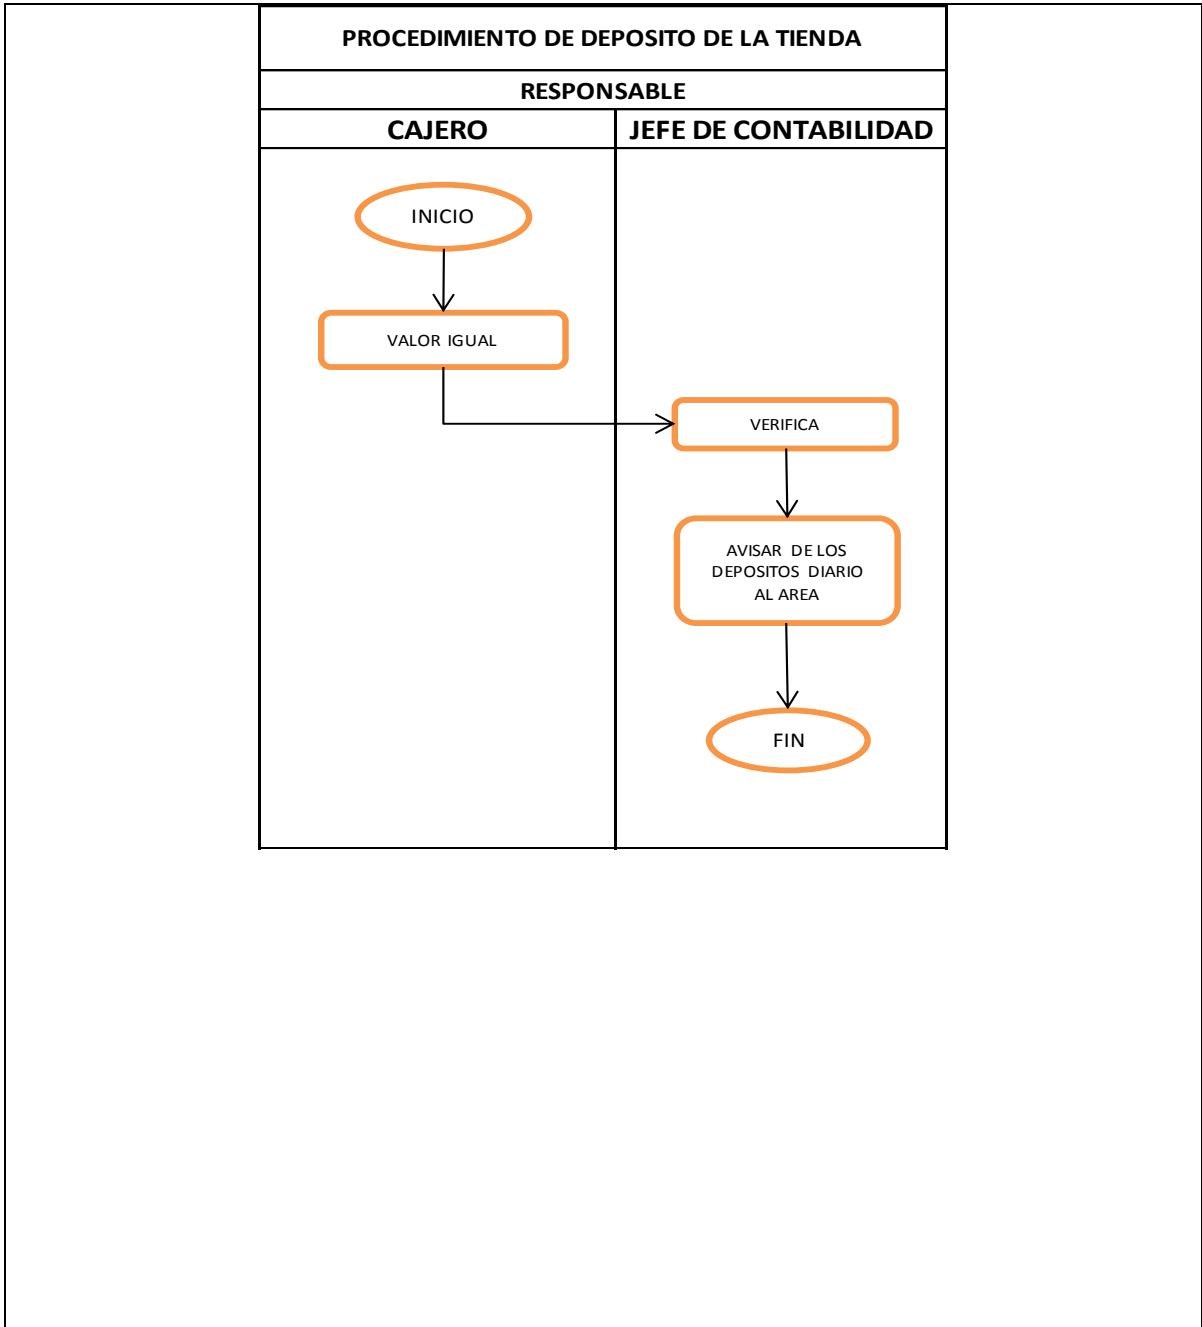 PROCEDIMIENTO DE DEPOSITO DE LA TIENDA
RESPONSABLE
CAJERO
JEFE DE CONTABILIDAD
INICIO
VALOR IGUAL
VERIFICA
AVISAR DE LOS
DEPOSITOS DIARIO
AL AREA
FIN